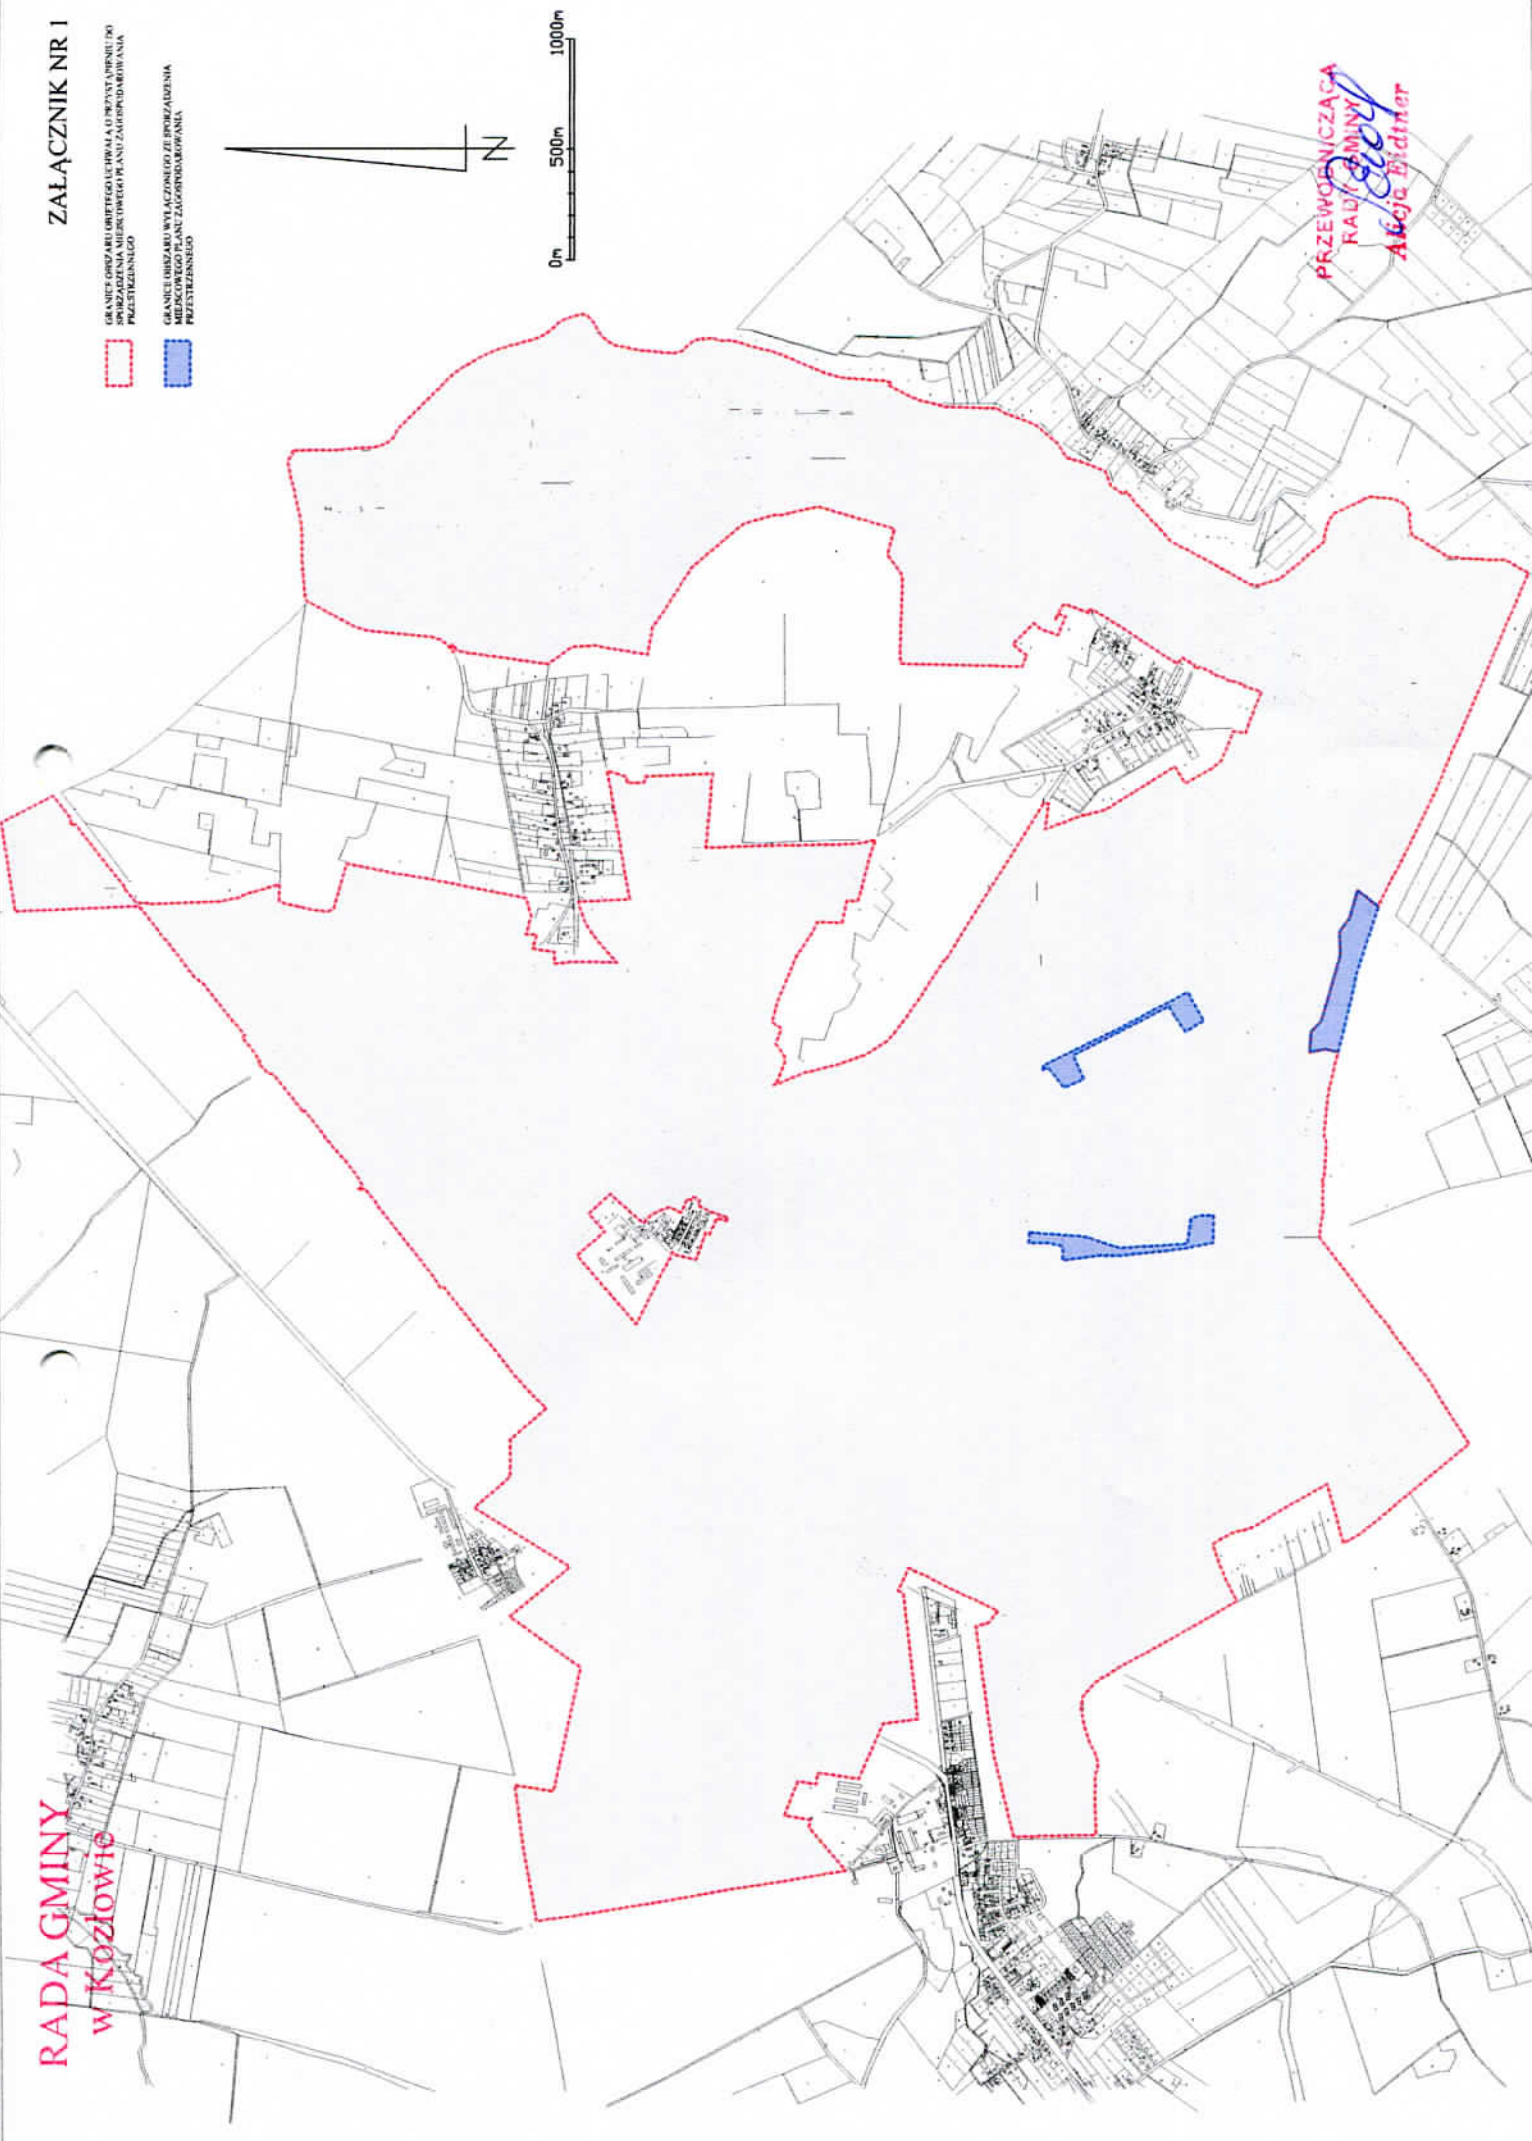 RADA GMINY
w Kozłowie
ZAŁĄCZNIK NR 1
GRANICE OBSZARU OBJĘTEGO UCHWAŁĄ O PRZYSTĄPIENIU DO
SPORZĄDZENIA MIEJSCOWEGO PLANU ZAGOSPODAROWANIA
PRZESTRZENNEGO
GRANICE OBSZARU WYŁĄCZONEGO ZE SPORZĄDZENIA
MIEJSCOWEGO PLANU ZAGOSPODAROWANIA
PRZESTRZENNEGO
N
0m 500m 1000m
PRZEWODNICZĄCA
RADY GMINY
Alicja Eidtner